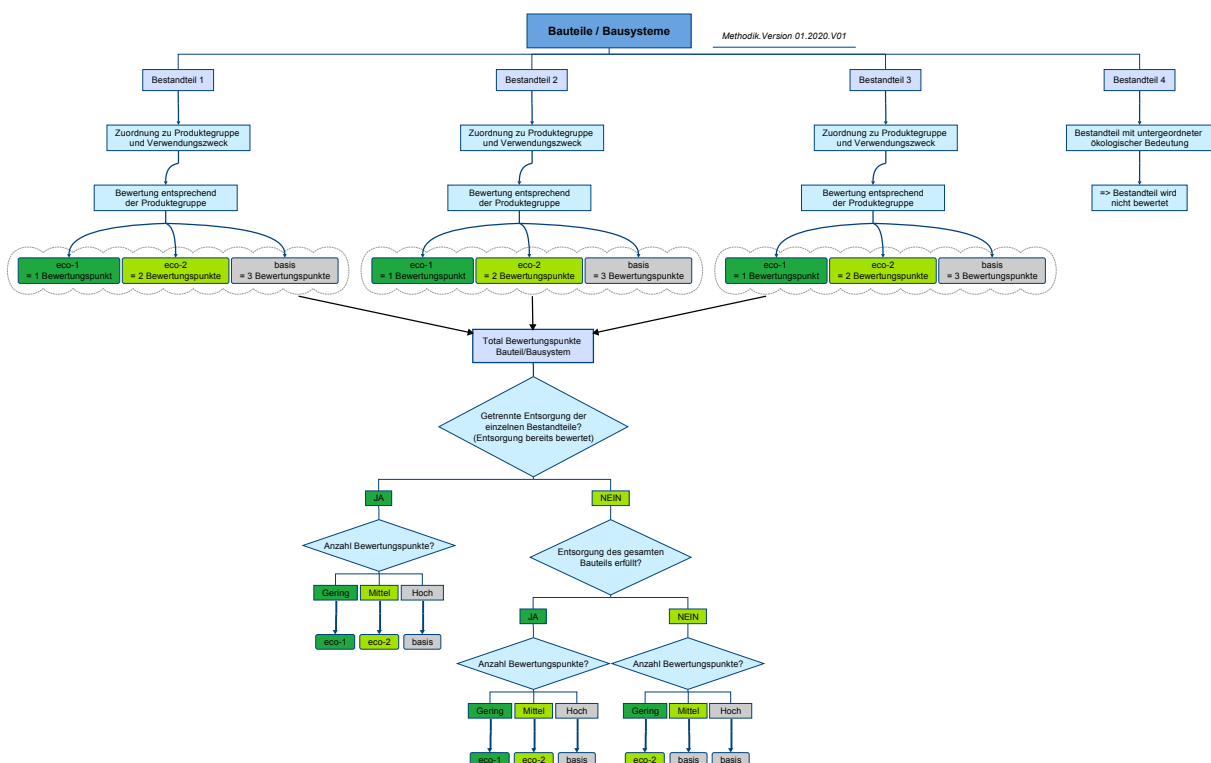 Bauteile / Bausysteme
Methodik.Version 01.2020.V01
Bestandteil 1
Bestandteil 2
Bestandteil 3
Bestandteil 4
Zuordnung zu Produktegruppe
und Verwendungszweck
Zuordnung zu Produktegruppe
und Verwendungszweck
Zuordnung zu Produktegruppe
und Verwendungszweck
Bestandteil mit untergeordneter
ökologischer Bedeutung
Bewertung entsprechend
der Produktegruppe
Bewertung entsprechend
der Produktegruppe
Bewertung entsprechend
der Produktegruppe
=> Bestandteil wird
nicht bewertet
eco-1
= 1 Bewertungspunkt
eco-2
= 2 Bewertungspunkte
basis
= 3 Bewertungspunkte
eco-1
= 1 Bewertungspunkt
eco-2
= 2 Bewertungspunkte
basis
= 3 Bewertungspunkte
eco-1
= 1 Bewertungspunkt
eco-2
= 2 Bewertungspunkte
basis
= 3 Bewertungspunkte
Total Bewertungspunkte
Bauteil/Bausystem
Getrennte Entsorgung der
einzelnen Bestandteile?
(Entsorgung bereits bewertet)
JA
NEIN
Anzahl Bewertungspunkte?
Entsorgung des gesamten
Bauteils erfüllt?
Gering
Mittel
Hoch
eco-1
eco-2
basis
JA
NEIN
Anzahl Bewertungspunkte?
Anzahl Bewertungspunkte?
Gering
Mittel
Hoch
Gering
Mittel
Hoch
eco-1
eco-2
basis
eco-2
basis
basis